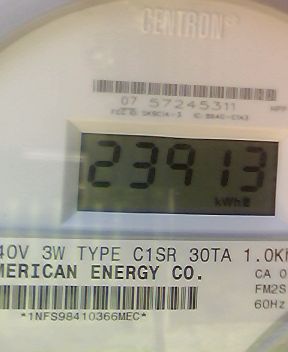 CENTRON®
07 57245311
23913
kWh
40V 3W TYPE C1SR 30TA 1.0Kh
MERICAN ENERGY CO.
CA 0
FM2S
60Hz
*1NFS98410366MEC*